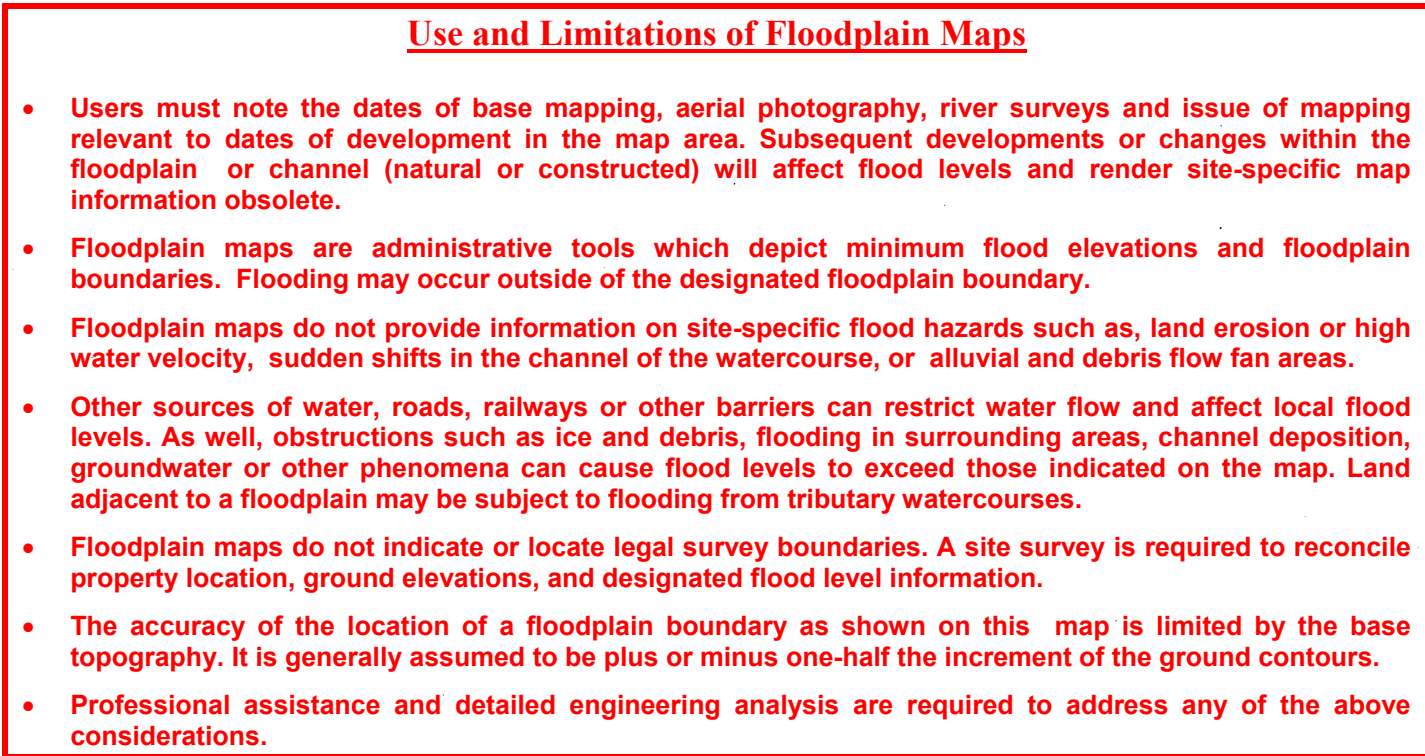 Use and Limitations of Floodplain Maps
• Users must note the dates of base mapping, aerial photography, river surveys and issue of mapping
relevant to dates of development in the map area. Subsequent developments or changes within the
floodplain or channel (natural or constructed) will affect flood levels and render site-specific map
information obsolete.
• Floodplain maps are administrative tools which depict minimum flood elevations and floodplain
boundaries. Flooding may occur outside of the designated floodplain boundary.
• Floodplain maps do not provide information on site-specific flood hazards such as, land erosion or high
water velocity, sudden shifts in the channel of the watercourse, or alluvial and debris flow fan areas.
• Other sources of water, roads, railways or other barriers can restrict water flow and affect local flood
levels. As well, obstructions such as ice and debris, flooding in surrounding areas, channel deposition,
groundwater or other phenomena can cause flood levels to exceed those indicated on the map. Land
adjacent to a floodplain may be subject to flooding from tributary watercourses.
• Floodplain maps do not indicate or locate legal survey boundaries. A site survey is required to reconcile
property location, ground elevations, and designated flood level information.
• The accuracy of the location of a floodplain boundary as shown on this map is limited by the base
topography. It is generally assumed to be plus or minus one-half the increment of the ground contours.
• Professional assistance and detailed engineering analysis are required to address any of the above
considerations.